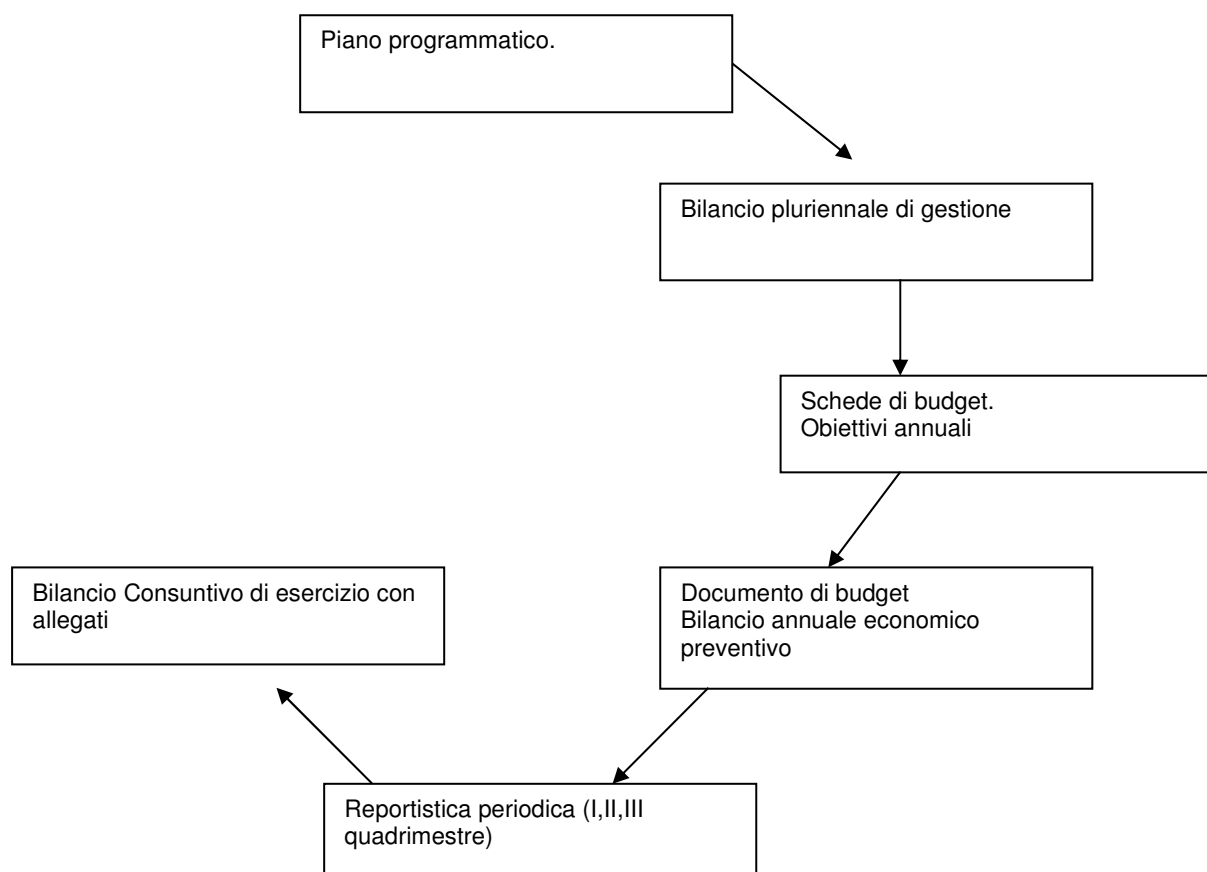 Piano programmatico.
Bilancio pluriennale di gestione
Schede di budget.
Obiettivi annuali
Documento di budget
Bilancio annuale economico
preventivo
Reportistica periodica (I,II,III
quadrimestre)
Bilancio Consuntivo di esercizio con
allegati